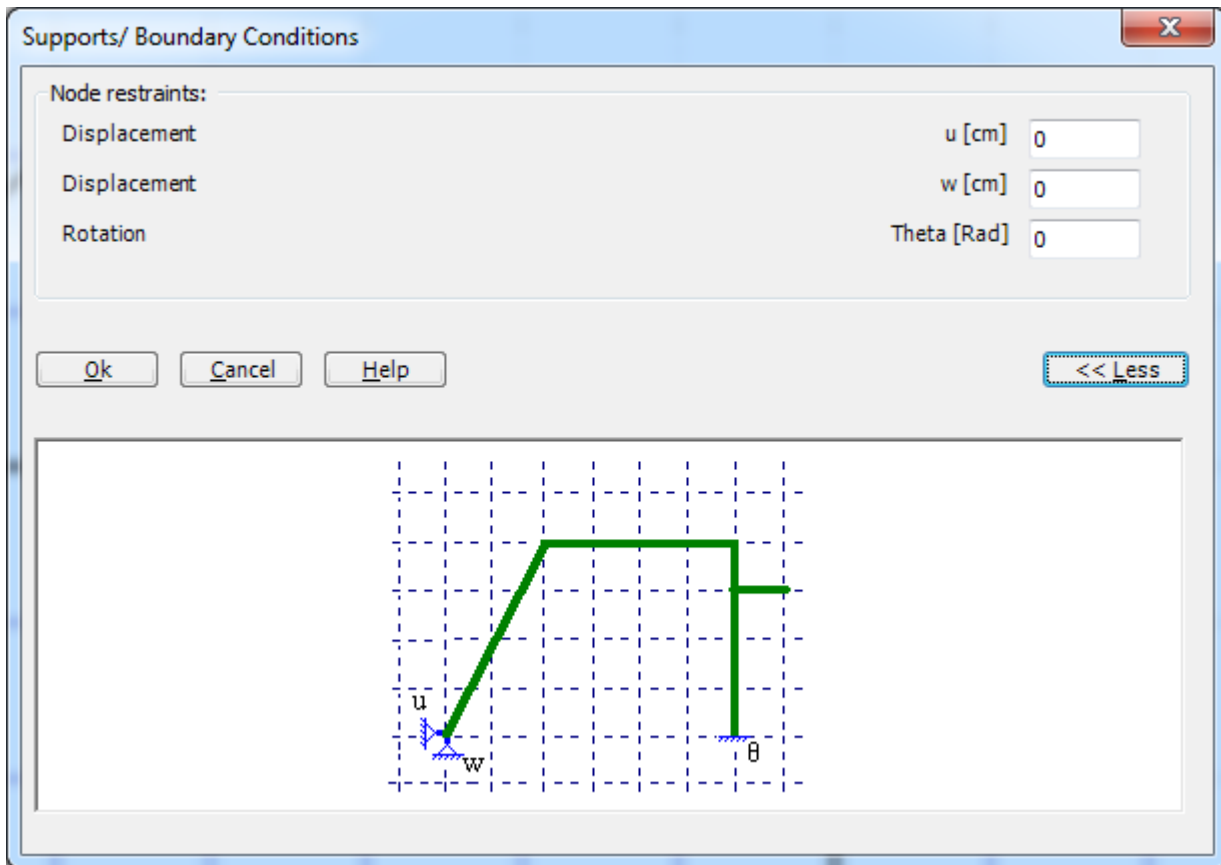 Supports/ Boundary Conditions
Node restraints:
Displacement u [cm] 0
Displacement w [cm] 0
Rotation Theta [Rad] 0
Ok Cancel Help << Less
u
w θ